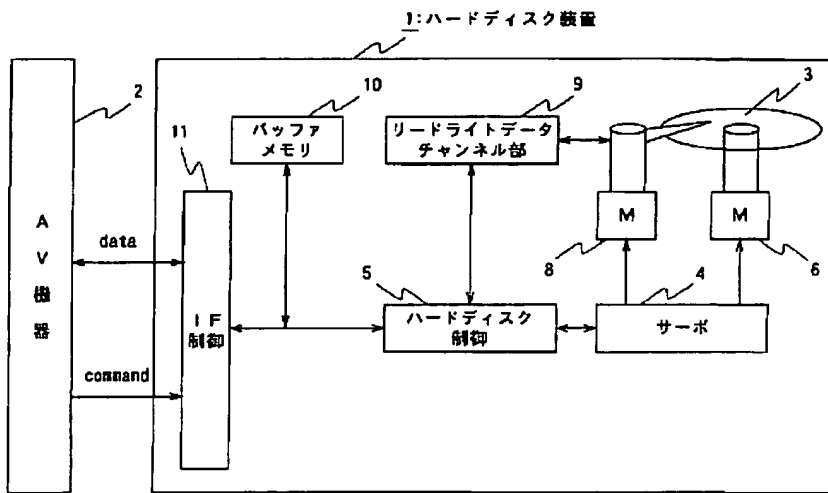 1:ハードディスク装置
2
10
9
3
11
バッファ
メモリ
リードライトデータ
チャンネル部
AV機器
data
M
M
8
6
5
4
IF
制御
ハードディスク
制御
サーボ
command